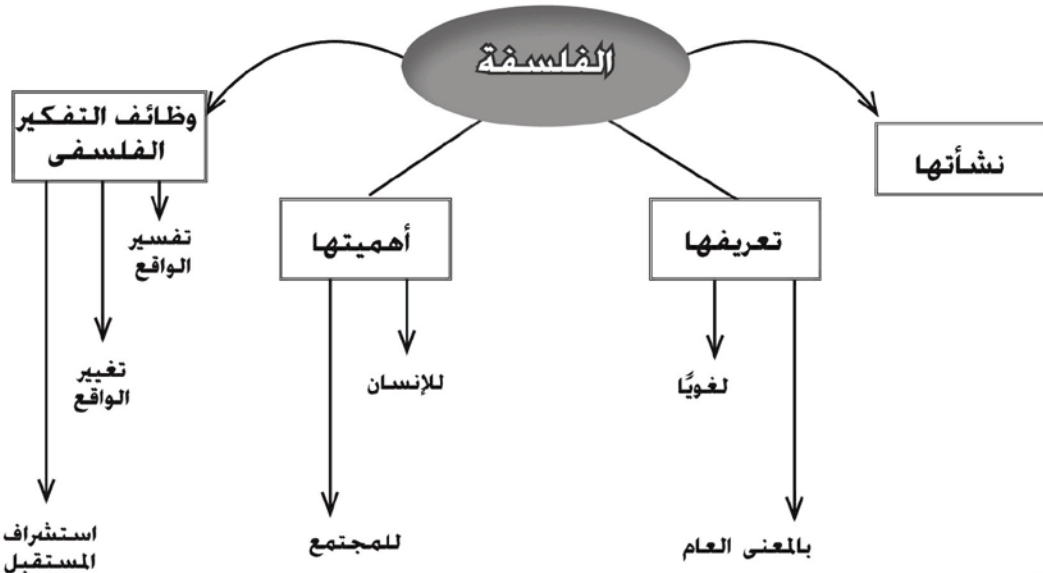 الفلسفة
نشأتها
تعريفها
لغويًا
بالمعنى العام
أهميتها
للإنسان
للمجتمع
وظائف التفكير
الفلسفى
تفسير
الواقع
تغيير
الواقع
استشراف
المستقبل